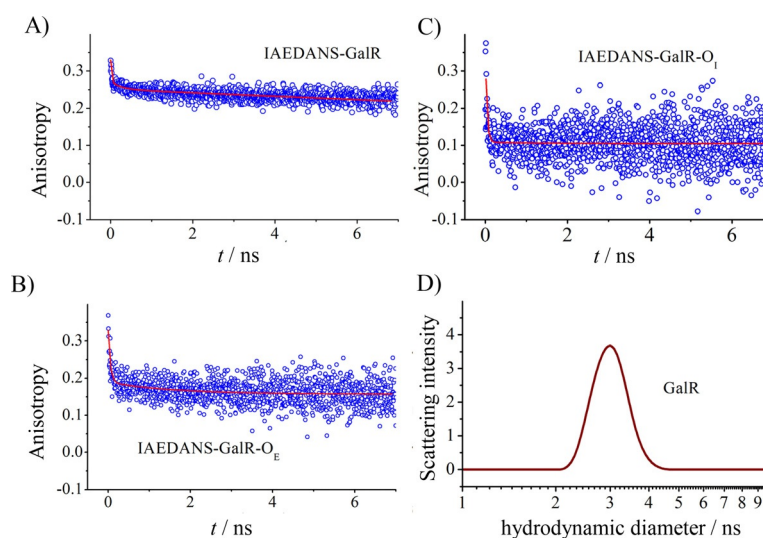 A)
IAEDANS-GalR
0.3
0.2
0.1
0.0
-0.1
Anisotropy
0 2 4 6
t / ns
B)
0.3
0.2
0.1
0.0
-0.1
Anisotropy
IAEDANS-GalR-O_E
0 2 4 6
t / ns
C)
IAEDANS-GalR-O_I
0.3
0.2
0.1
0.0
-0.1
Anisotropy
0 2 4 6
t / ns
D)
GalR
4
3
2
1
0
Scattering intensity
1 2 3 4 5 6 7 8 9
hydrodynamic diameter / ns